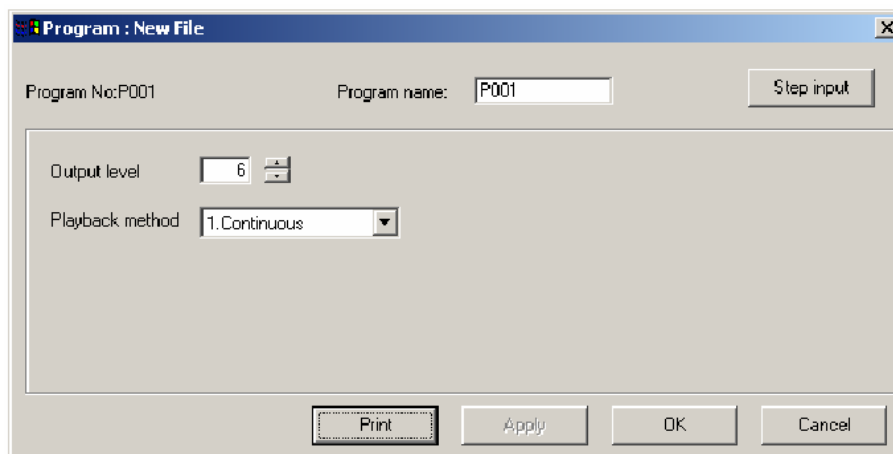 Program : New File
Program No:P001 Program name: P001 Step input
Output level 6
Playback method 1.Continuous
Print Apply OK Cancel